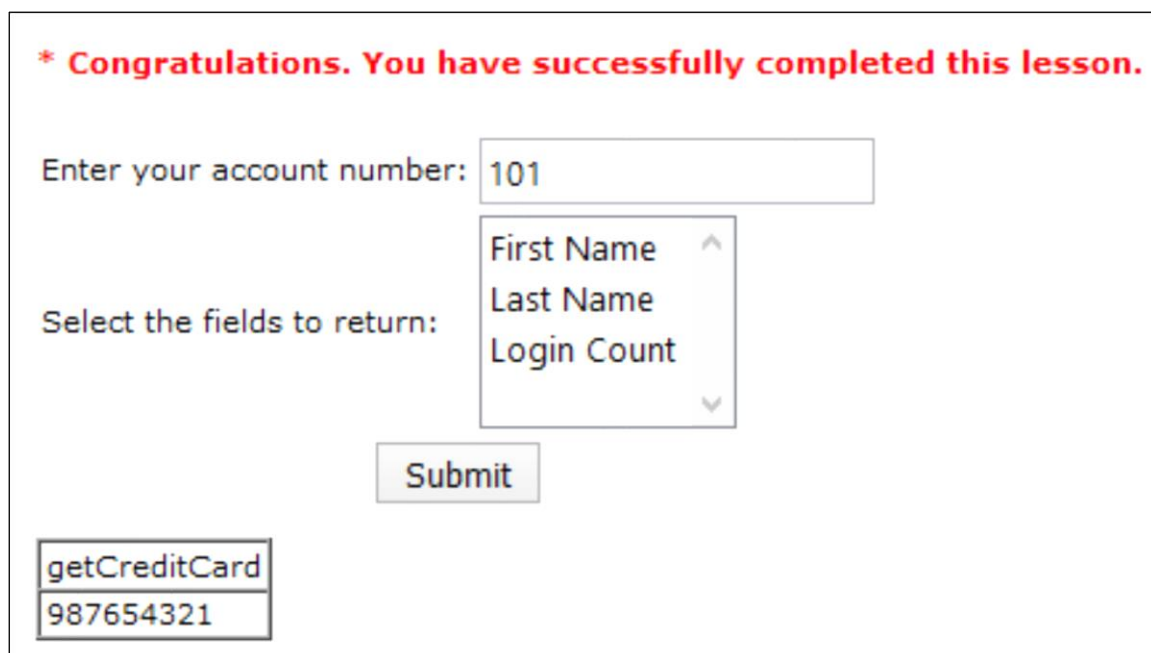 * Congratulations. You have successfully completed this lesson.
Enter your account number: 101
Select the fields to return:
First Name
Last Name
Login Count
Submit
getCreditCard
987654321